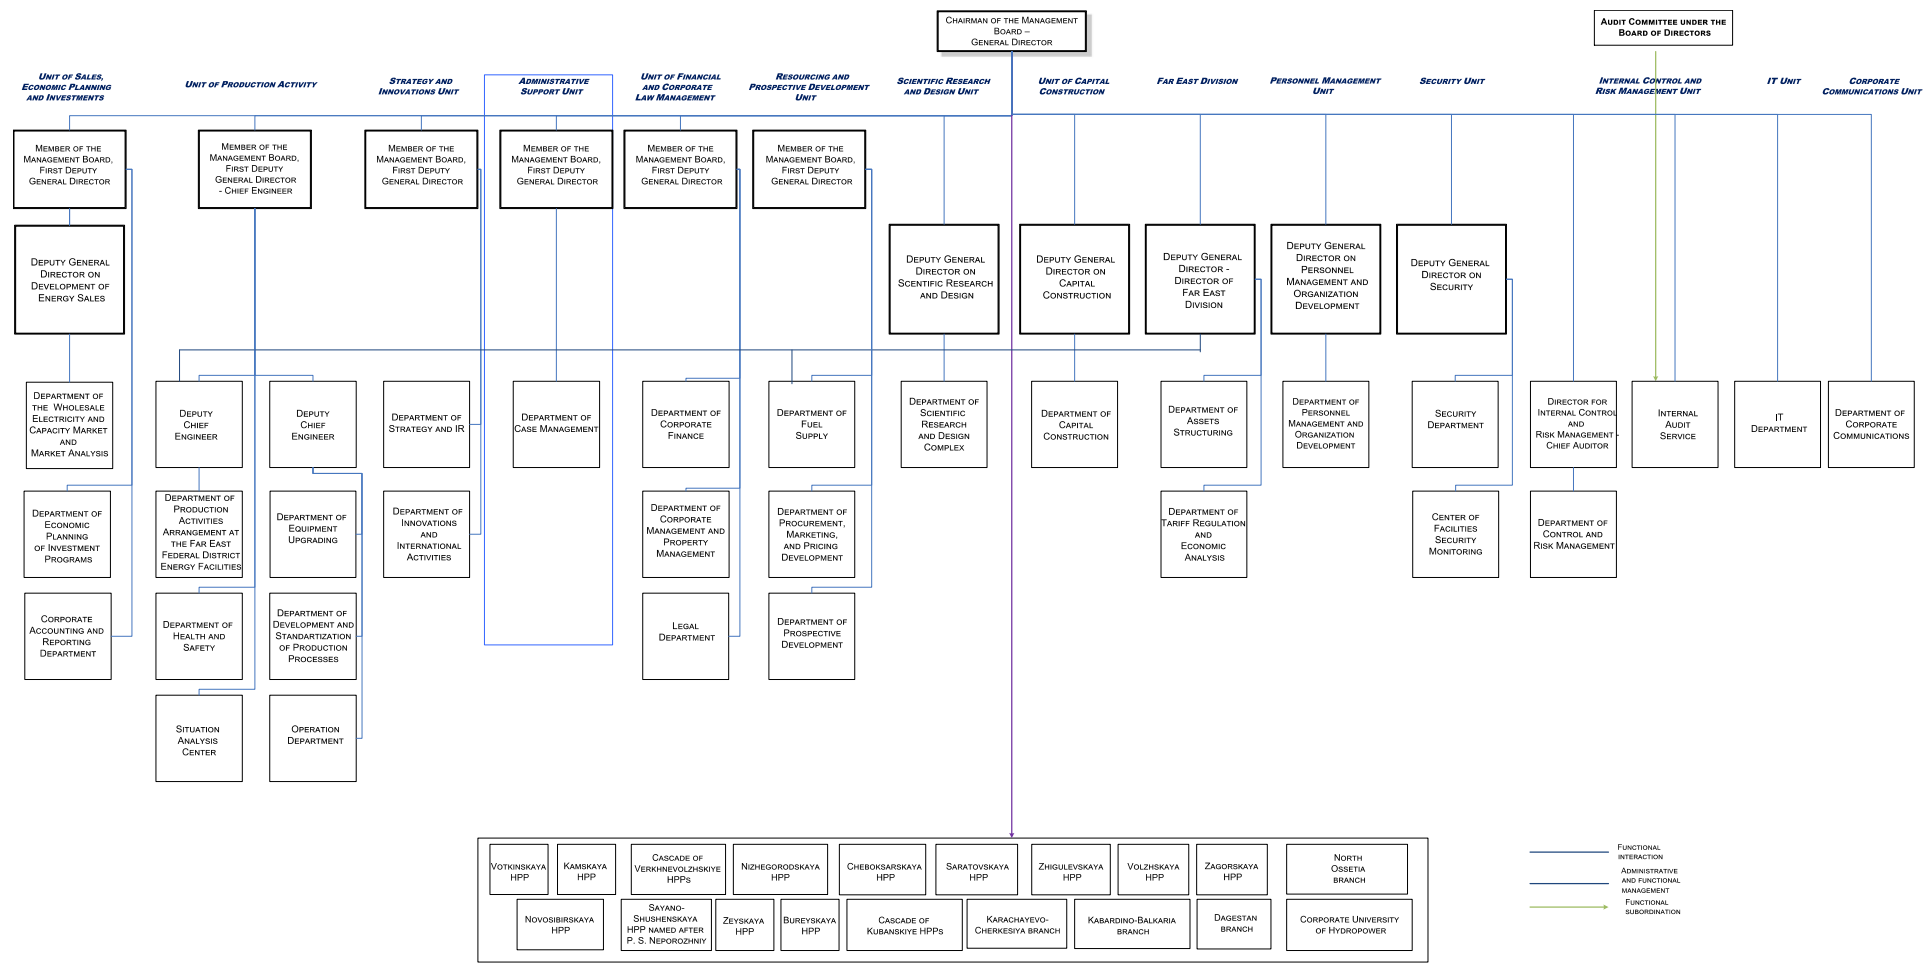 Chairman of the Management
Board –
General Director
Audit Committee under the
Board of Directors
Unit of Sales,
Economic Planning
and Investments
Unit of Production Activity
Strategy and
Innovations Unit
Administrative
Support Unit
Unit of Financial
and Corporate
Law Management
Resourcing and
Prospective Development
Unit
Scientific Research
and Design Unit
Unit of Capital
Construction
Far East Division
Personnel Management
Unit
Security Unit
Internal Control and
Risk Management Unit
IT Unit
Corporate
Communications Unit
Member of the
Management Board,
First Deputy
General Director
Member of the
Management Board,
First Deputy
General Director
- Chief Engineer
Member of the
Management Board,
First Deputy
General Director
Member of the
Management Board,
First Deputy
General Director
Member of the
Management Board,
First Deputy
General Director
Member of the
Management Board,
First Deputy
General Director
Deputy General
Director on
Development of
Energy Sales
Deputy General
Director on
Scientific Research
and Design
Deputy General
Director on
Capital
Construction
Deputy General
Director -
Director of
Far East
Division
Deputy General
Director on
Personnel
Management and
Organization
Development
Deputy General
Director on
Security
Department of
the Wholesale
Electricity and
Capacity Market
and
Market Analysis
Deputy
Chief
Engineer
Deputy
Chief
Engineer
Department of
Strategy and IR
Department of
Case Management
Department of
Corporate
Finance
Department of
Fuel
Supply
Department of
Scientific
Research
and Design
Complex
Department of
Capital
Construction
Department of
Assets
Structuring
Department of
Personnel
Management and
Organization
Development
Security
Department
Director for
Internal Control
and
Risk Management -
Chief Auditor
Internal
Audit
Service
IT
Department
Department of
Corporate
Communications
Department of
Economic
Planning
of Investment
Programs
Department of
Production
Activities
Arrangement at
the Far East
Federal District
Energy Facilities
Department of
Equipment
Upgrading
Department of
Innovations
and
International
Activities
Department of
Corporate
Management and
Property
Management
Department of
Procurement,
Marketing,
and Pricing
Development
Department of
Tariff Regulation
and
Economic
Analysis
Center of
Facilities
Security
Monitoring
Department of
Control and
Risk Management
Corporate
Accounting and
Reporting
Department
Department of
Health and
Safety
Department of
Development and
Standartization
of Production
Processes
Legal
Department
Department of
Prospective
Development
Situation
Analysis
Center
Operation
Department
Votkinskaya
HPP
Kamskaya
HPP
Cascade of
Verkhnevolzhskiye
HPPs
Nizhegorodskaya
HPP
Cheboksarskaya
HPP
Saratovskaya
HPP
Zhigulevskaya
HPP
Volzhskaya
HPP
Zagorskaya
HPP
North
Ossetia
branch
Novosibirskaya
HPP
Sayano-
Shushenskaya
HPP named after
P. S. Neporozhniy
Zeyskaya
HPP
Bureyskaya
HPP
Cascade of
Kubanskiye HPPs
Karachayevo-
Cherkesiya branch
Kabardino-Balkaria
branch
Dagestan
branch
Corporate University
of Hydropower
Functional
interaction
Administrative
and functional
management
Functional
subordination